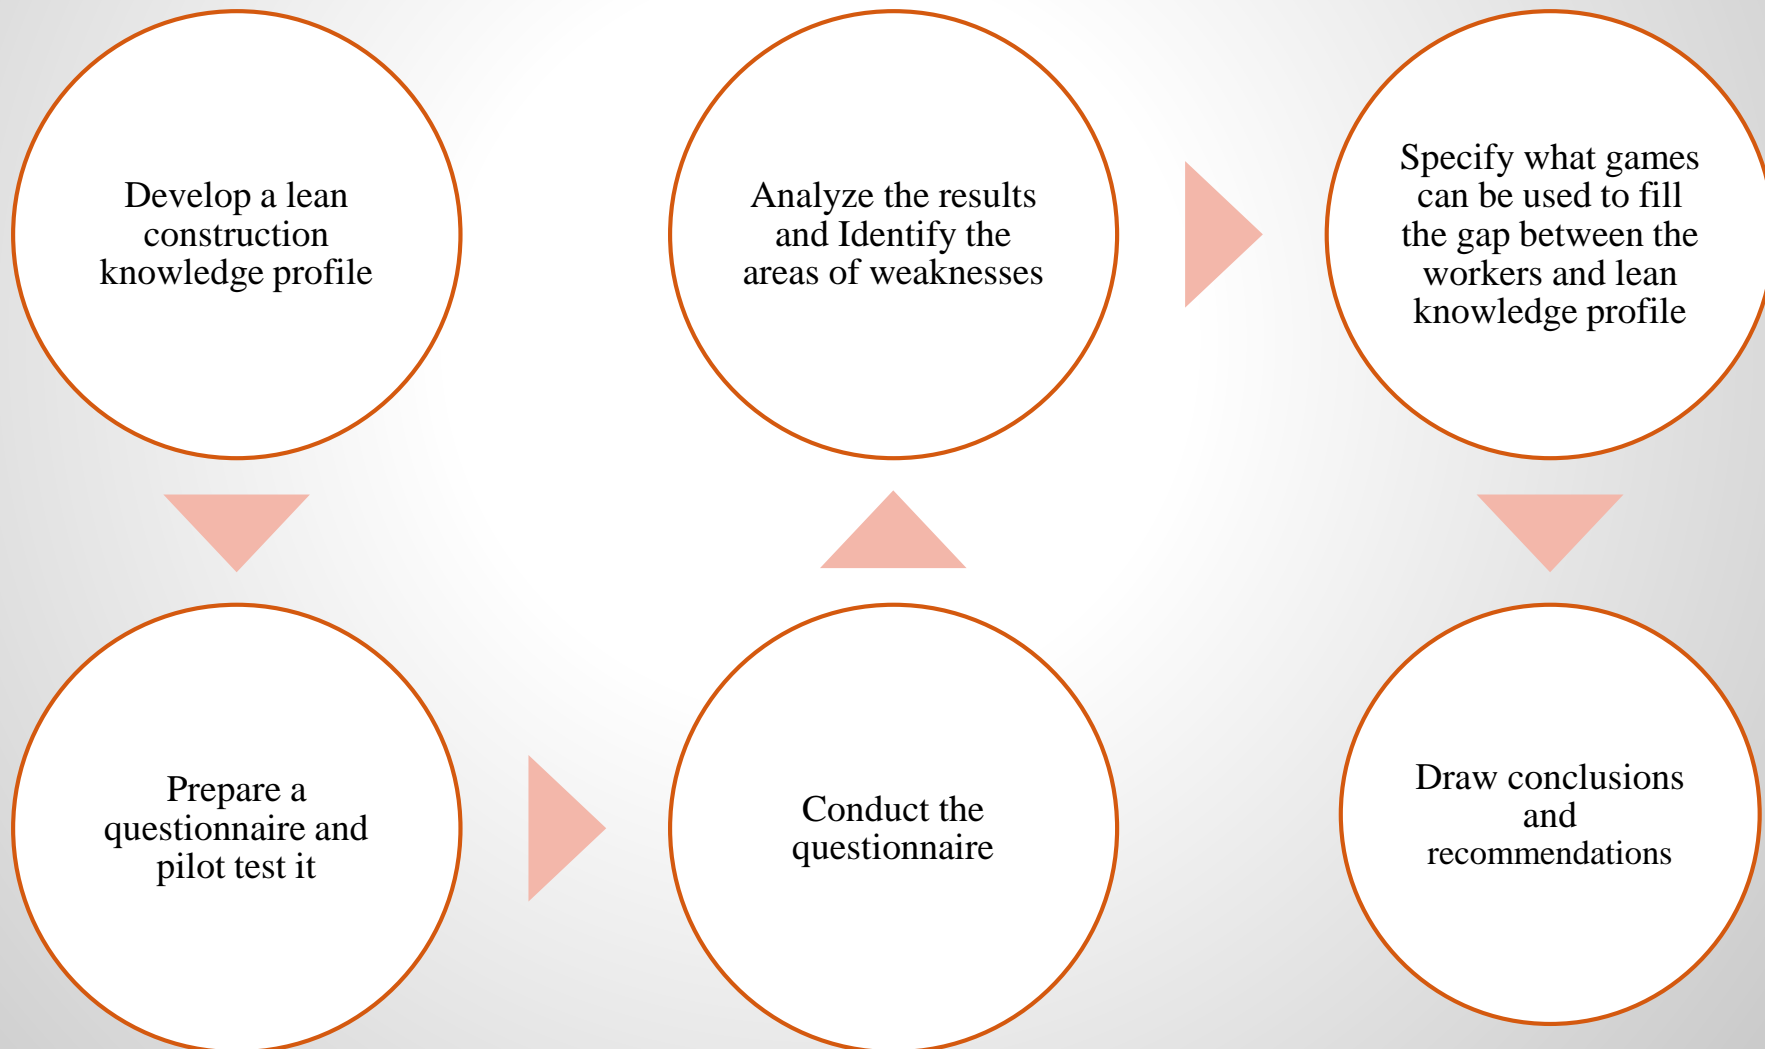 Develop a lean
construction
knowledge profile
Prepare a
questionnaire and
pilot test it
Conduct the
questionnaire
Analyze the results
and Identify the
areas of weaknesses
Specify what games
can be used to fill
the gap between the
workers and lean
knowledge profile
Draw conclusions
and
recommendations